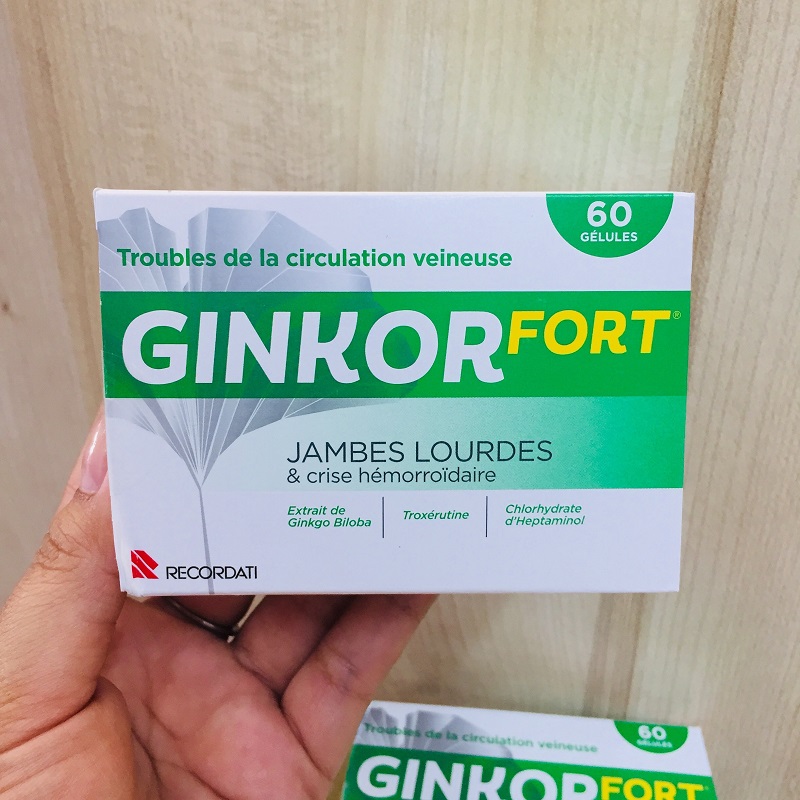 60
GÉLULES
Troubles de la circulation veineuse
GINKORFORT®
JAMBES LOURDES
& crise hémorroïdaire
Extrait de
Ginkgo Biloba
Troxérutine
Chlorhydrate
d'Heptaminol
RECORDATI
60
GÉLULES
Troubles de la circulation veineuse
GINKORFORT